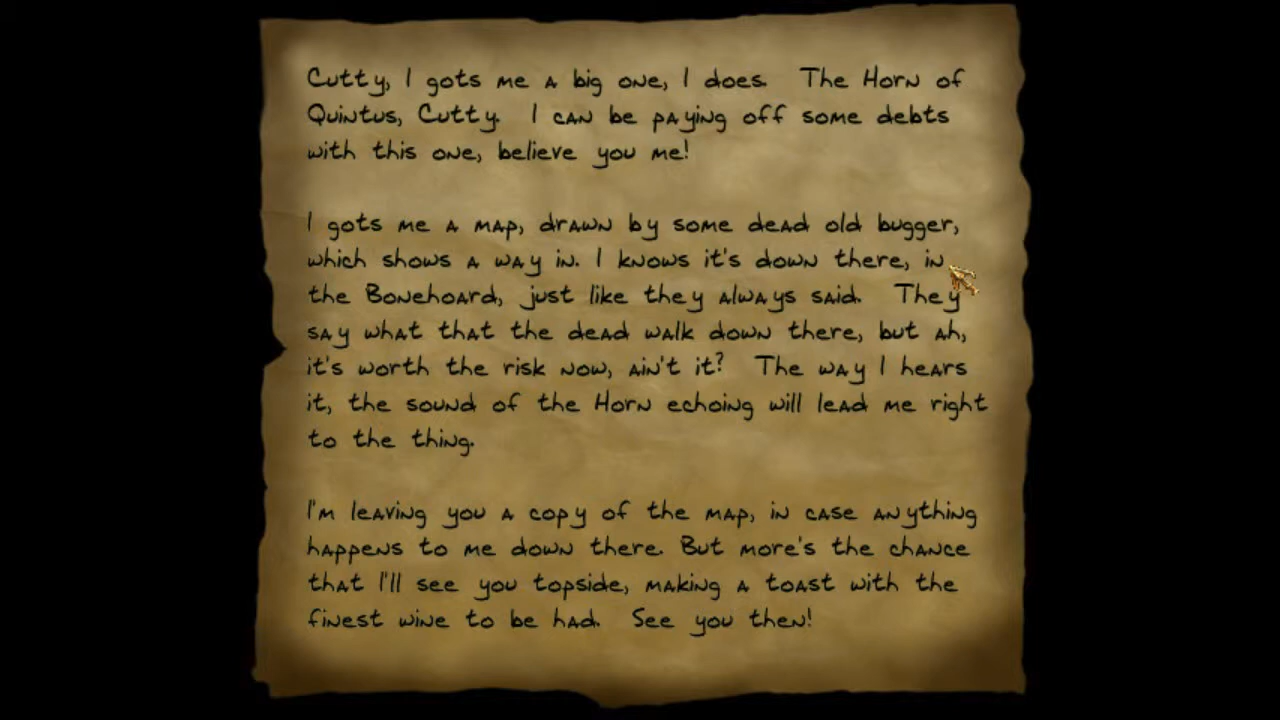 Cutty, I gots me a big one, I does. The Horn of
Quintus, Cutty. I can be paying off some debts
with this one, believe you me!
I gots me a map, drawn by some dead old bugger,
which shows a way in. I knows it's down there, in
the Bonehoard, just like they always said. They
say what that the dead walk down there, but ah,
it's worth the risk now, ain't it? The way I hears
it, the sound of the Horn echoing will lead me right
to the thing.
I'm leaving you a copy of the map, in case anything
happens to me down there. But more's the chance
that I'll see you topside, making a toast with the
finest wine to be had. See you then!